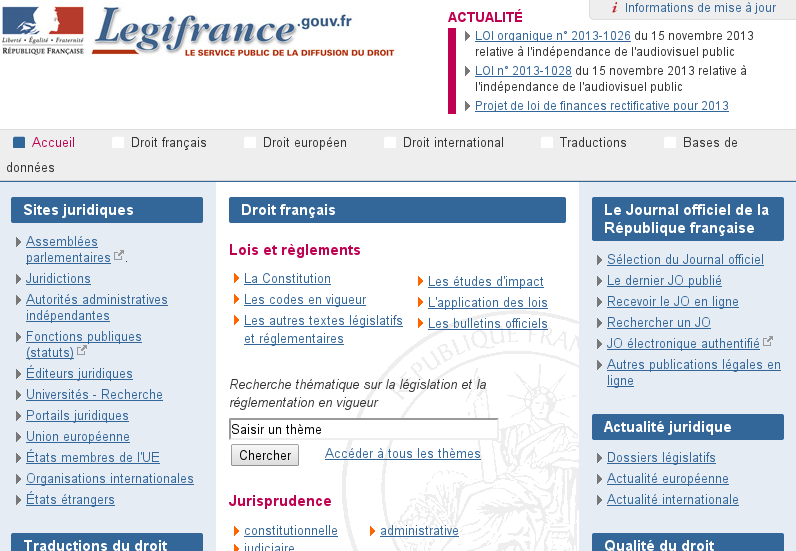 Liberté • Égalité • Fraternité
RÉPUBLIQUE FRANÇAISE
Legifrance.gouv.fr
LE SERVICE PUBLIC DE LA DIFFUSION DU DROIT
i Informations de mise à jour
ACTUALITÉ
LOI organique n° 2013-1026 du 15 novembre 2013
relative à l'indépendance de l'audiovisuel public
LOI n° 2013-1028 du 15 novembre 2013 relative à
l'indépendance de l'audiovisuel public
Projet de loi de finances rectificative pour 2013
Accueil Droit français Droit européen Droit international Traductions Bases de
données
Sites juridiques
Assemblées
parlementaires .
Juridictions
Autorités administratives
indépendantes
Fonctions publiques
(statuts)
Éditeurs juridiques
Universités - Recherche
Portails juridiques
Union européenne
États membres de l'UE
Organisations internationales
États étrangers
Traductions du droit
Droit français
Lois et règlements
La Constitution
Les codes en vigueur
Les autres textes législatifs
et réglementaires
Les études d'impact
L'application des lois
Les bulletins officiels
RÉPUBLIQUE FRAN
Recherche thématique sur la législation et la
réglementation en vigueur
Saisir un thème
Chercher Accéder à tous les thèmes
Jurisprudence
constitutionnelle administrative
judiciaire
Le Journal officiel de la
République française
Sélection du Journal officiel
Le dernier JO publié
Recevoir le JO en ligne
Rechercher un JO
JO électronique authentifié
Autres publications légales en
ligne
Actualité juridique
Dossiers législatifs
Actualité européenne
Actualité internationale
Qualité du droit